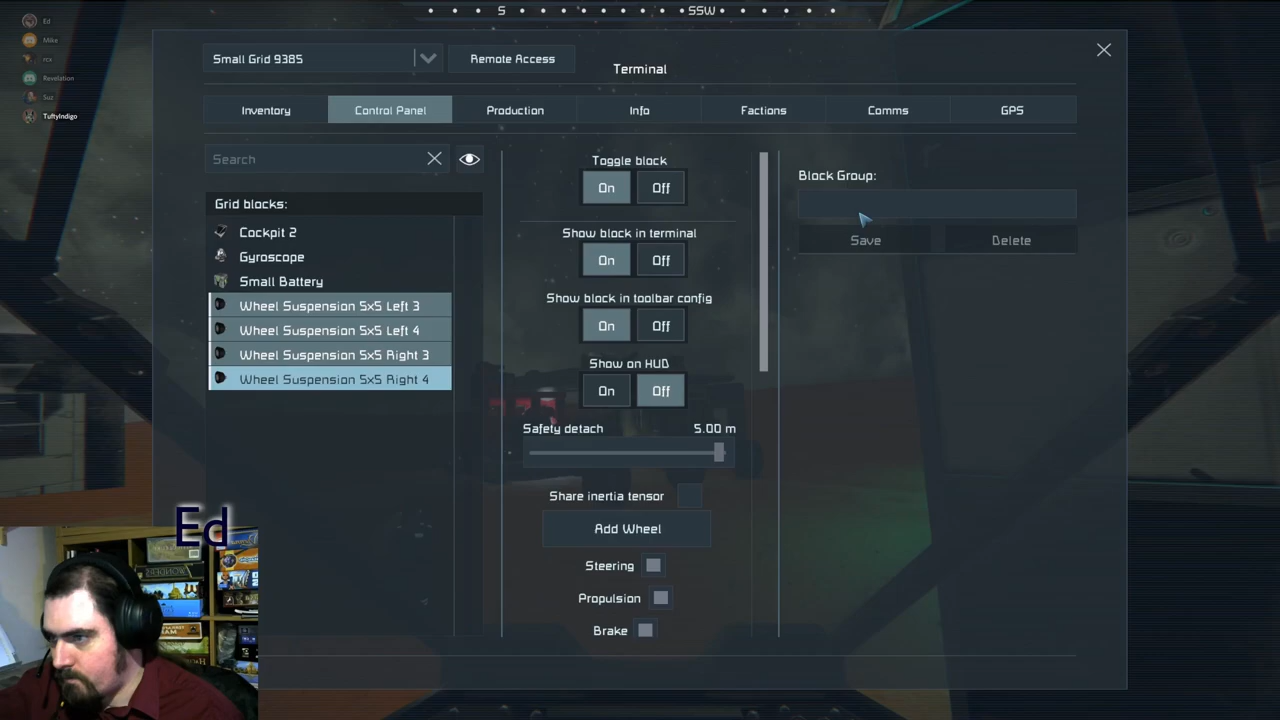 S
SSW
Ed
Mike
rcx
Revelation
Suz
TuftyIndigo
Small Grid 9385
Remote Access
Terminal
Inventory
Control Panel
Production
Info
Factions
Comms
GPS
Search
Grid blocks:
Cockpit 2
Gyroscope
Small Battery
Wheel Suspension 5x5 Left 3
Wheel Suspension 5x5 Left 4
Wheel Suspension 5x5 Right 3
Wheel Suspension 5x5 Right 4
Toggle block
On Off
Show block in terminal
On Off
Show block in toolbar config
On Off
Show on HUD
On Off
Safety detach 5.00 m
Share inertia tensor
Add Wheel
Steering
Propulsion
Brake
Block Group:
Save Delete
Ed